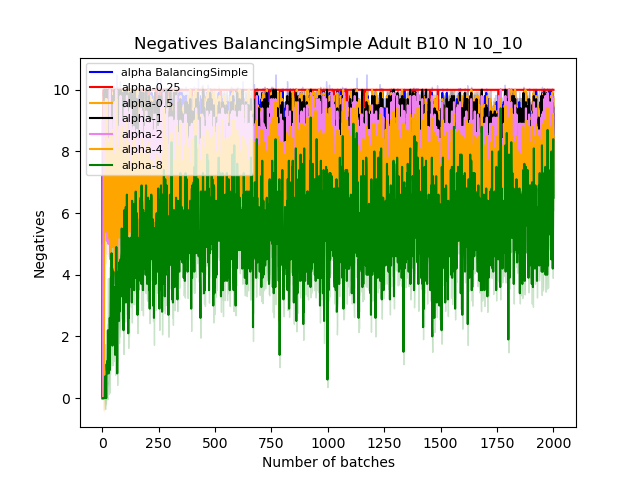 Negatives BalancingSimple Adult B10 N 10_10
alpha BalancingSimple
alpha-0.25
alpha-0.5
alpha-1
alpha-2
alpha-4
alpha-8
10
8
6
4
2
0
Negatives
0 250 500 750 1000 1250 1500 1750 2000
Number of batches